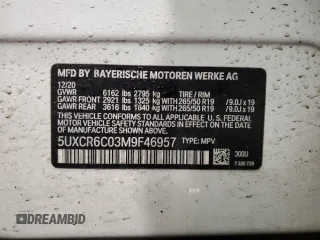 MFD BY BAYERISCHE MOTOREN WERKE AG
12/20
GVWR 6162 lbs 2795 kg TIRE / RIM
GAWR FRONT 2921 lbs 1325 kg WITH 265/50 R19 / 9.0J x 19
GAWR REAR 3616 lbs 1640 kg WITH 265/50 R19 / 9.0J x 19
THIS VEHICLE CONFORMS TO ALL APPLICABLE U.S. FEDERAL
MOTOR VEHICLE SAFETY STANDARDS IN EFFECT ON THE
DATE OF MANUFACTURE SHOWN ABOVE.
5UXCR6C03M9F46957 TYPE: MPV
300U
DREAMBID